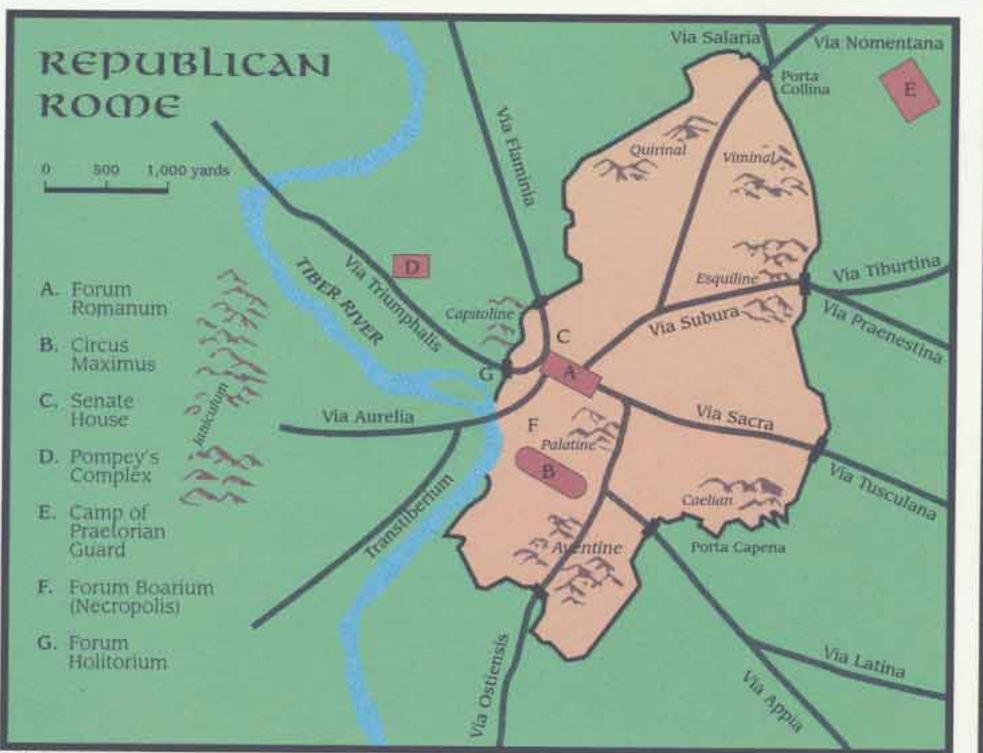 REPUBLICAN
ROME
0 500 1,000 yards
A. Forum
Romanum
B. Circus
Maximus
C. Senate
House
D. Pompey's
Complex
E. Camp of
Praetorian
Guard
F. Forum Boarium
(Necropolis)
G. Forum
Holitorium
Via Salaria
Via Nomentana
Porta
Collina
E
Via Flaminia
Quirinal
Viminal
D
Via Triumphalis
TIBER RIVER
Capitoline
Esquiline
Via Tiburtina
Via Praenestina
Via Subura
C
G
A
Janiculum
Via Aurelia
F
Palatine
Via Sacra
B
Via Tusculana
Caelian
Transtiberium
Aventine
Porta Capena
Via Ostiensis
Via Latina
Via Appia